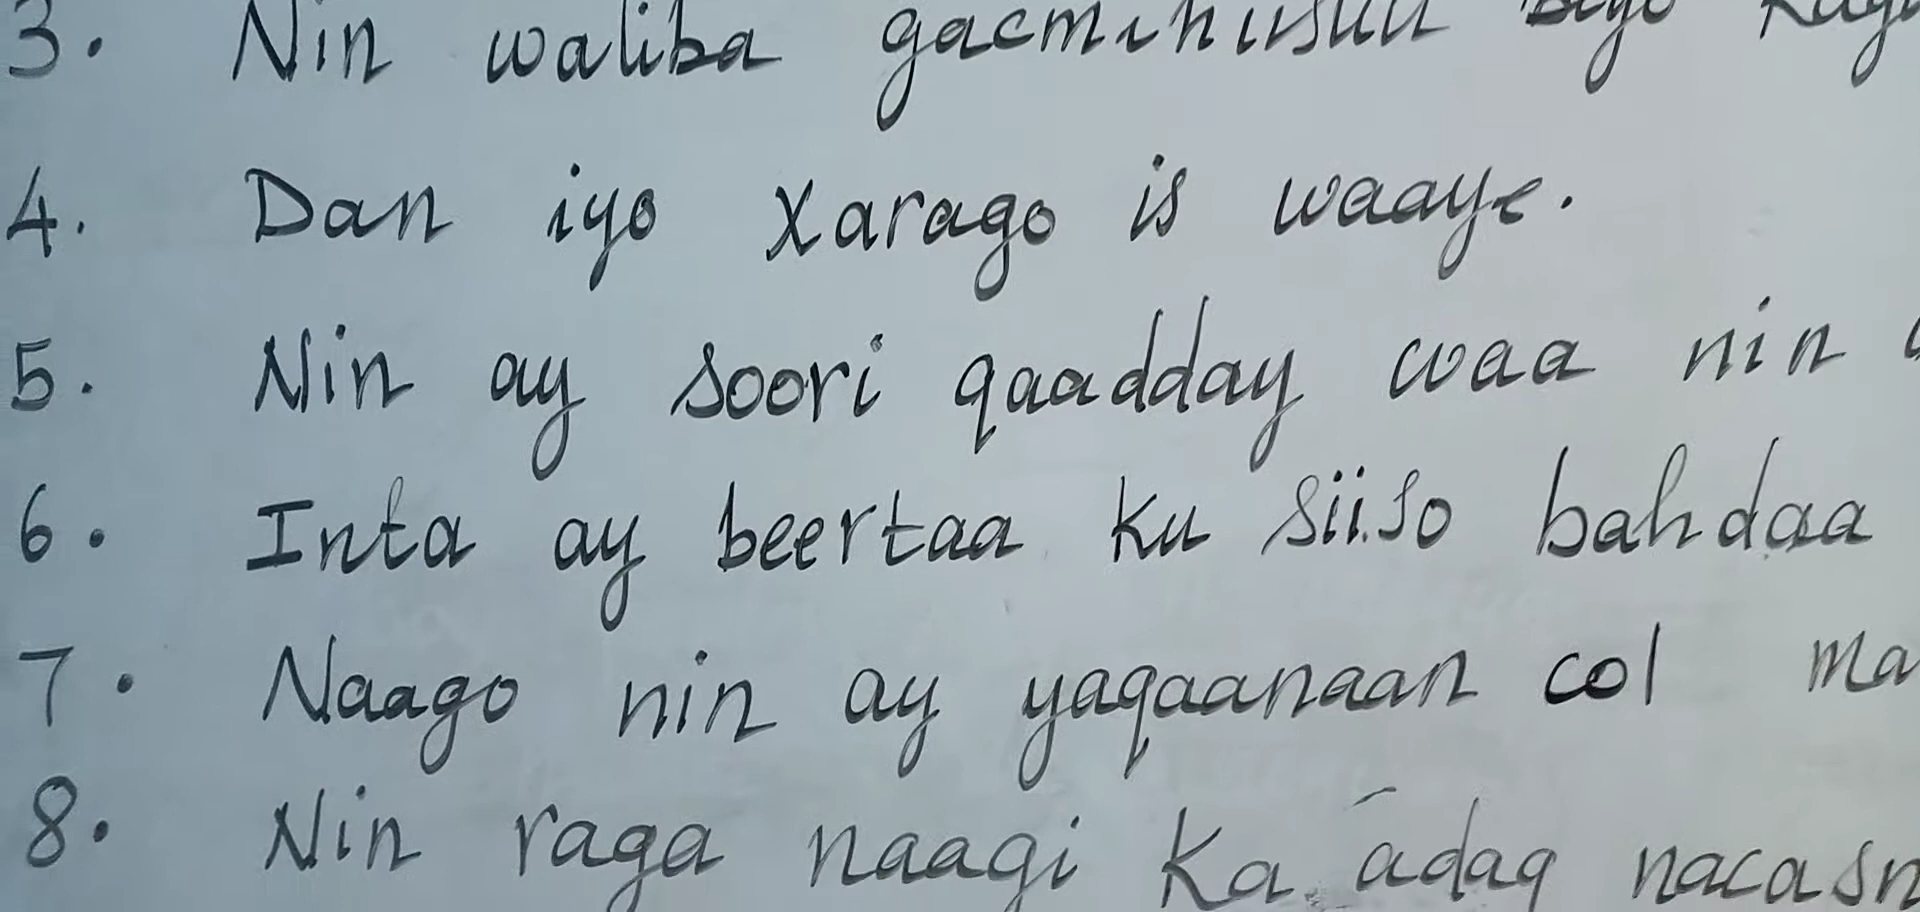 3. Nin waliba
4. Dan iyo xarago is waaye.
5. Nin ay soori qaadday waa nin
6. Inta ay beertaa ku siiso bahdaa
7. Naago nin ay yaqaanaan col ma
8. Nin raga naagi ka adag